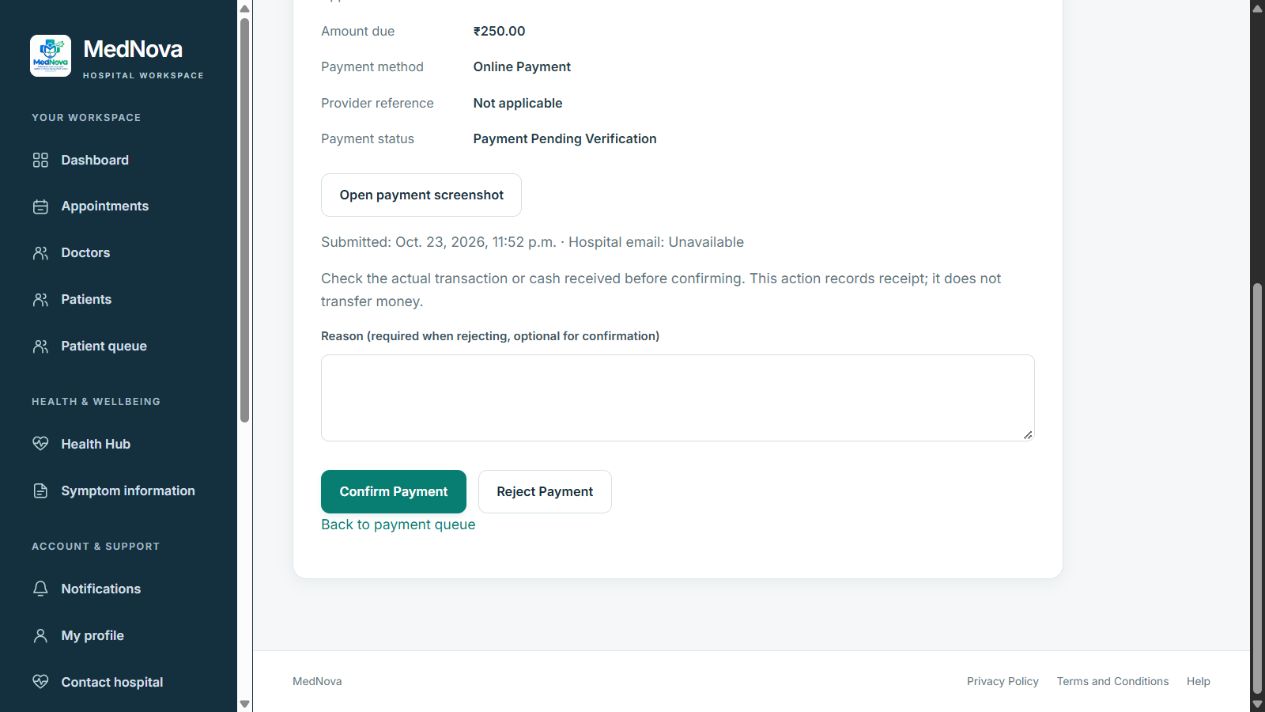 MedNova
HOSPITAL WORKSPACE
YOUR WORKSPACE
Dashboard
Appointments
Doctors
Patients
Patient queue
HEALTH & WELLBEING
Health Hub
Symptom information
ACCOUNT & SUPPORT
Notifications
My profile
Contact hospital
Amount due ₹250.00
Payment method Online Payment
Provider reference Not applicable
Payment status Payment Pending Verification
Open payment screenshot
Submitted: Oct. 23, 2026, 11:52 p.m. · Hospital email: Unavailable
Check the actual transaction or cash received before confirming. This action records receipt; it does not
transfer money.
Reason (required when rejecting, optional for confirmation)
Confirm Payment Reject Payment
Back to payment queue
MedNova Privacy Policy Terms and Conditions Help